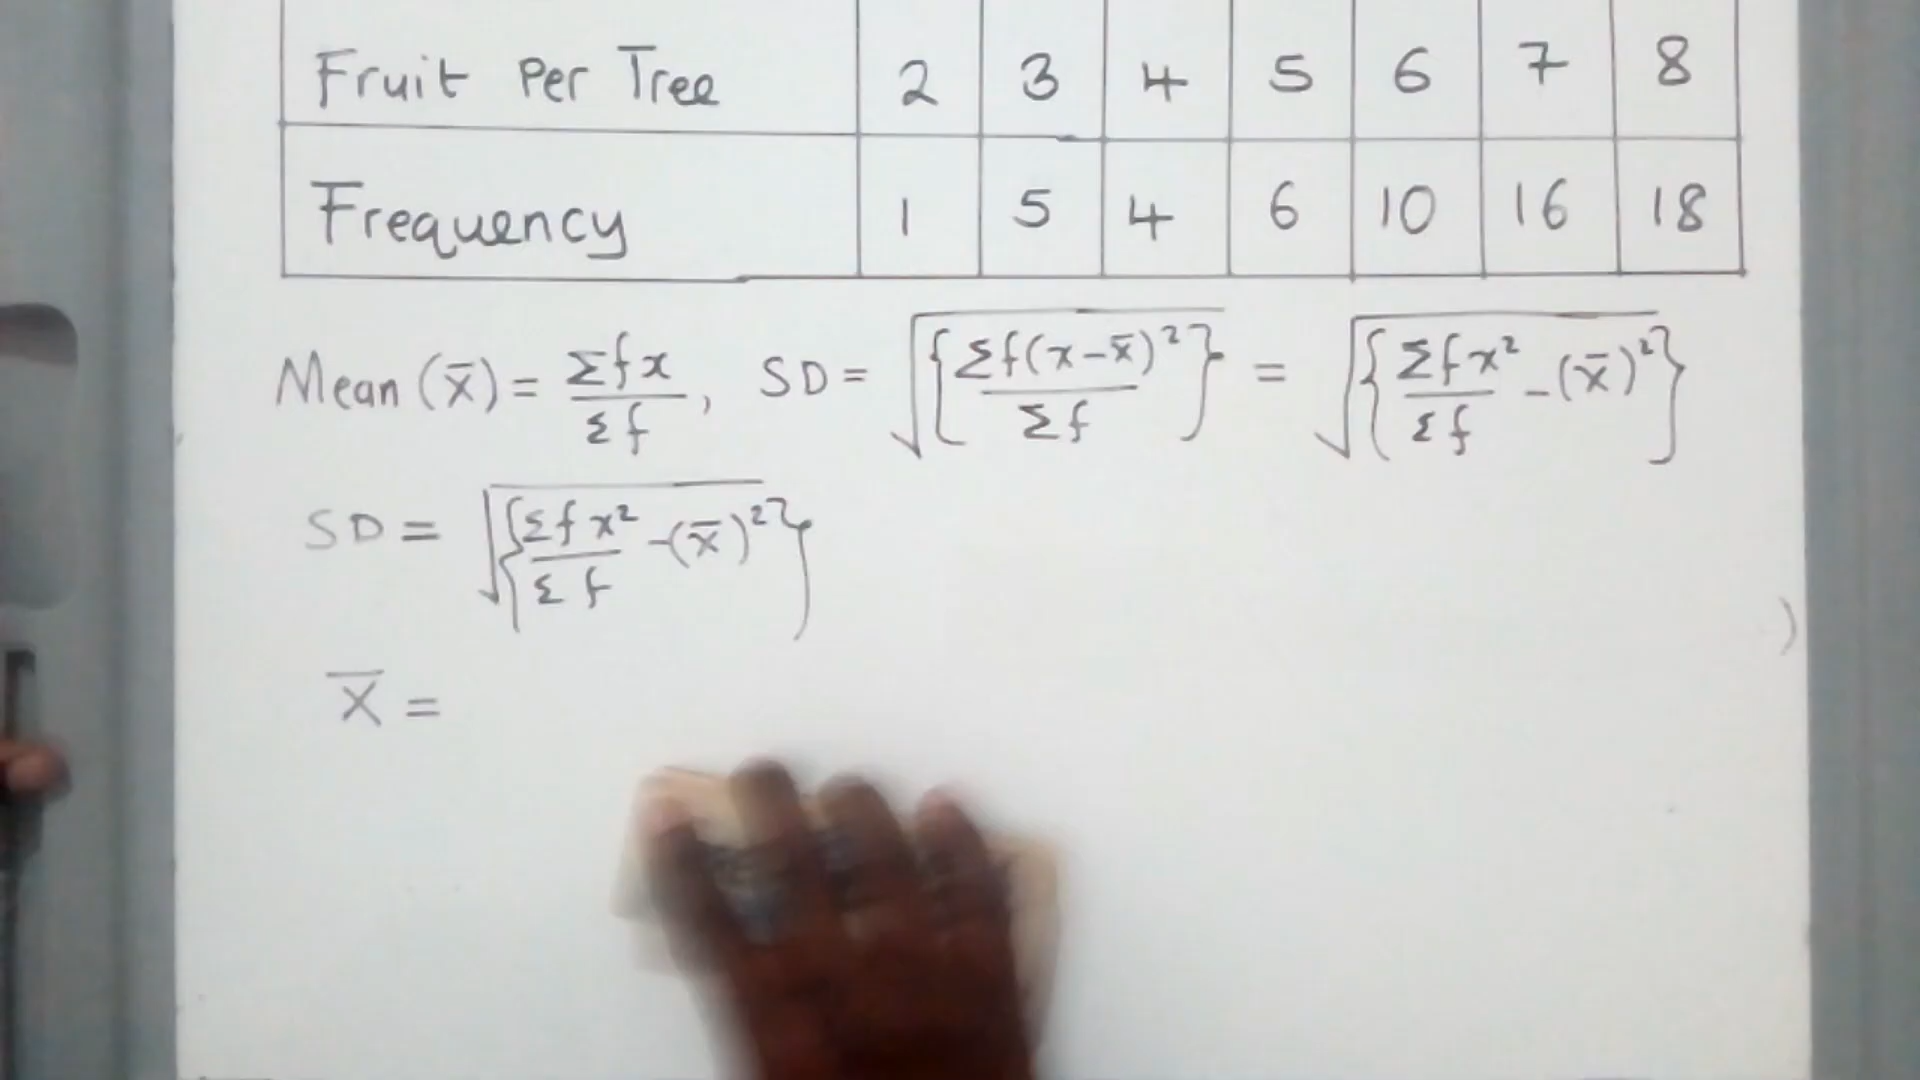 Fruit Per Tree 2 3 4 5 6 7 8
Frequency 1 5 4 6 10 16 18
Mean (x̄) = Σfx / Σf , SD = √{Σf(x-x̄)² / Σf} = √{Σfx² / Σf - (x̄)²}
SD = √{Σfx² / Σf - (x̄)²}
X̄ =
)